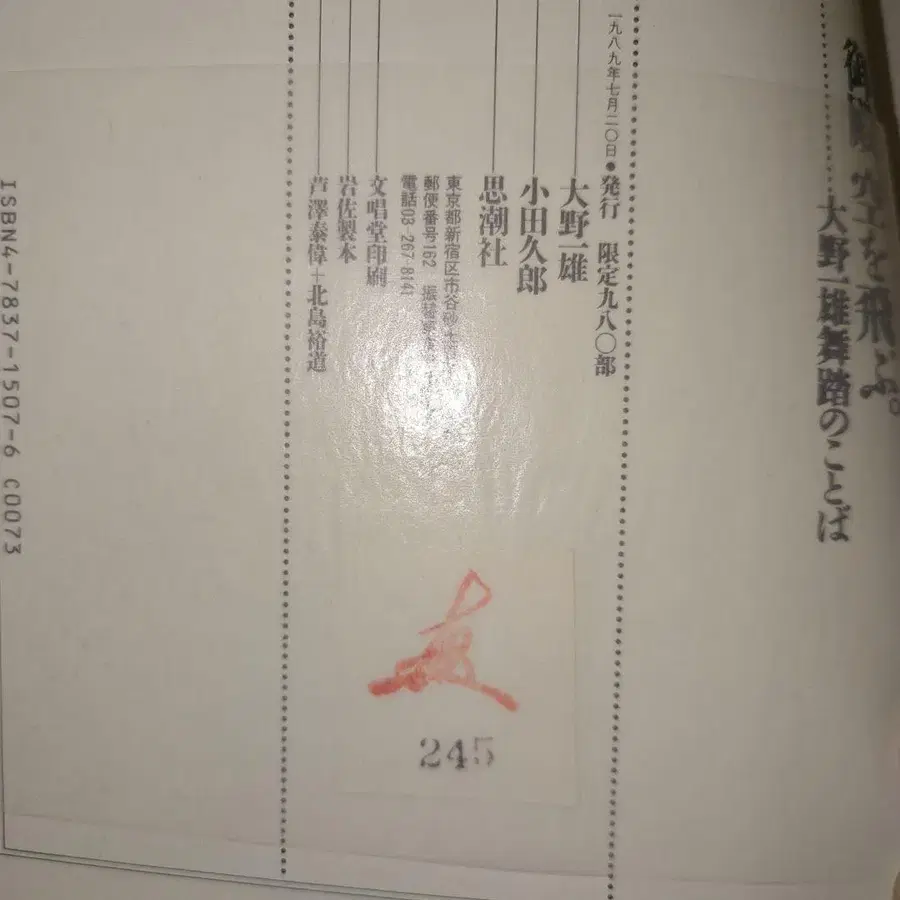 御殿、空を飛ぶ。
大野一雄舞踏のことば
一九八九年七月二〇日●発行 限定九八〇部
大野一雄
小田久郎
思潮社
東京都新宿区市谷砂土原
郵便番号162
電話03-267-8141
文唱堂印刷
岩佐製本
芦澤泰偉+北島裕道
245
ISBN4-7837-1507-6 C0073